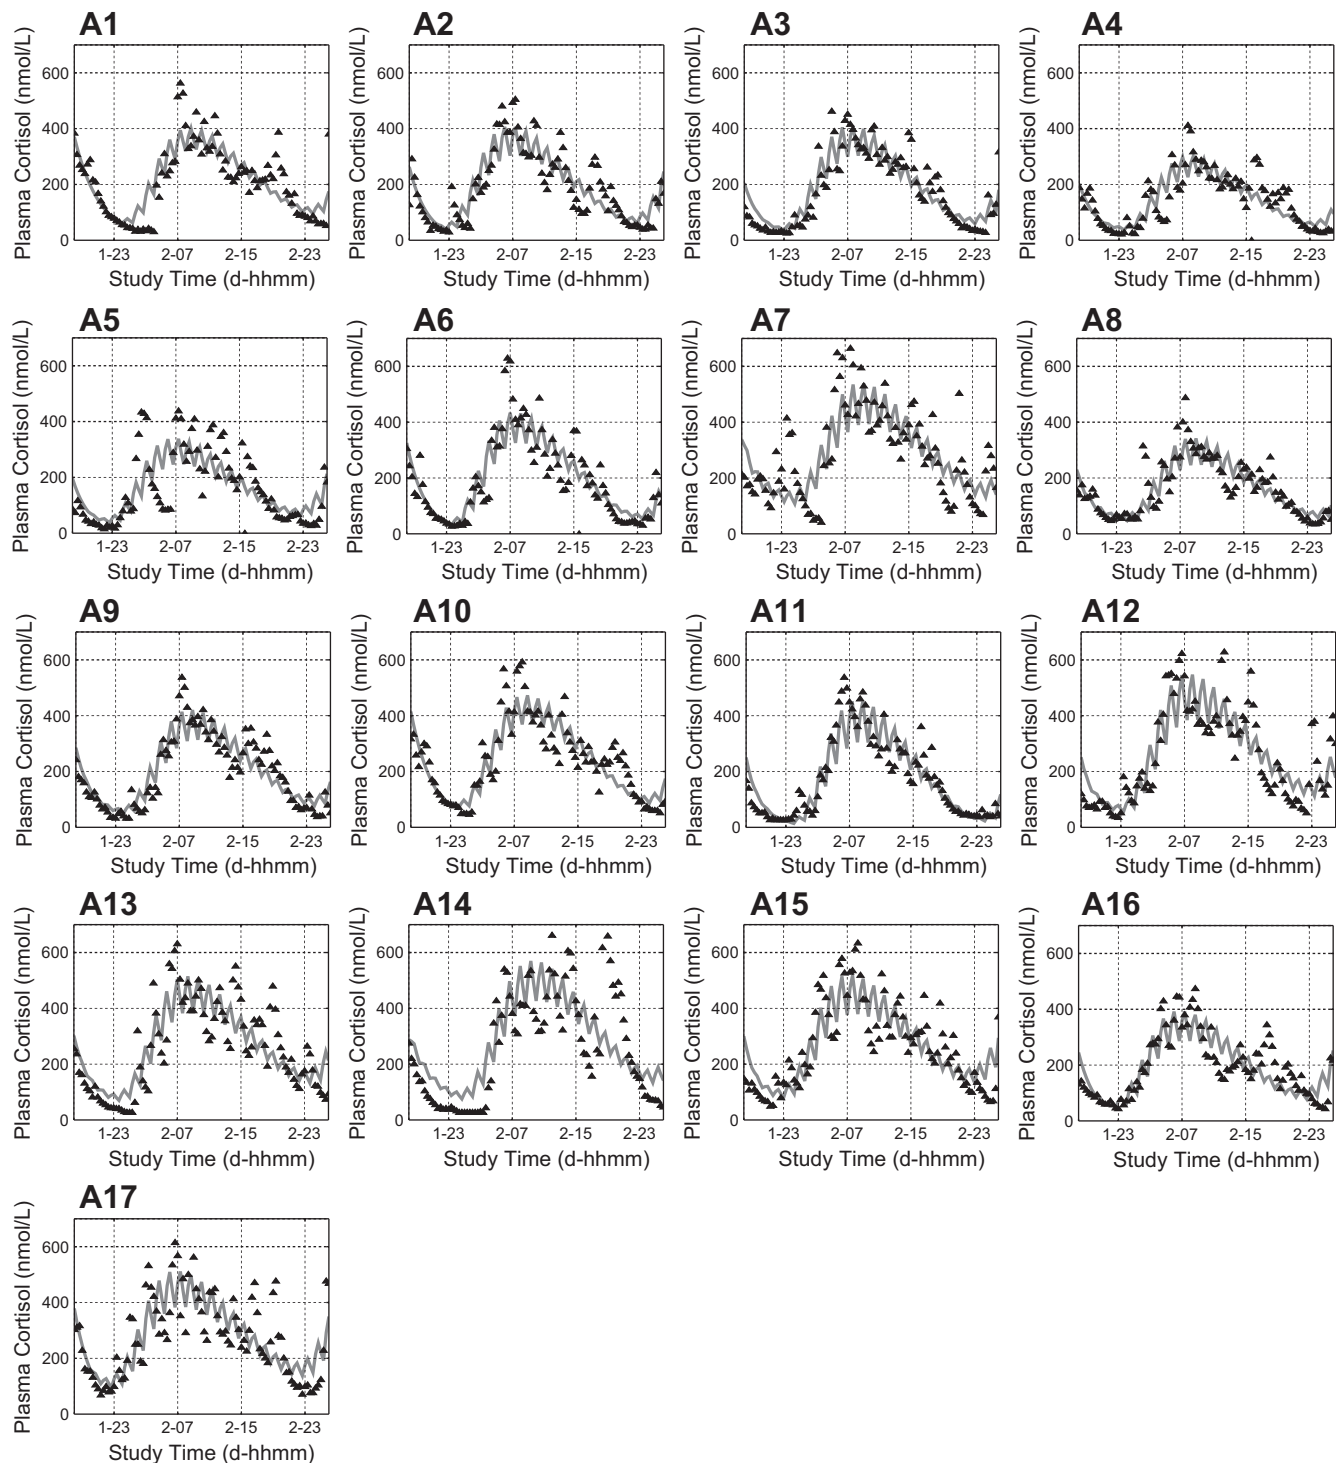 A1 A2 A3 A4
Plasma Cortisol (nmol/L) Plasma Cortisol (nmol/L) Plasma Cortisol (nmol/L) Plasma Cortisol (nmol/L)
600 600 600 600
400 400 400 400
200 200 200 200
0 0 0 0
1-23 2-07 2-15 2-23 1-23 2-07 2-15 2-23 1-23 2-07 2-15 2-23 1-23 2-07 2-15 2-23
Study Time (d-hhmm) Study Time (d-hhmm) Study Time (d-hhmm) Study Time (d-hhmm)
A5 A6 A7 A8
Plasma Cortisol (nmol/L) Plasma Cortisol (nmol/L) Plasma Cortisol (nmol/L) Plasma Cortisol (nmol/L)
600 600 600 600
400 400 400 400
200 200 200 200
0 0 0 0
1-23 2-07 2-15 2-23 1-23 2-07 2-15 2-23 1-23 2-07 2-15 2-23 1-23 2-07 2-15 2-23
Study Time (d-hhmm) Study Time (d-hhmm) Study Time (d-hhmm) Study Time (d-hhmm)
A9 A10 A11 A12
Plasma Cortisol (nmol/L) Plasma Cortisol (nmol/L) Plasma Cortisol (nmol/L) Plasma Cortisol (nmol/L)
600 600 600 600
400 400 400 400
200 200 200 200
0 0 0 0
1-23 2-07 2-15 2-23 1-23 2-07 2-15 2-23 1-23 2-07 2-15 2-23 1-23 2-07 2-15 2-23
Study Time (d-hhmm) Study Time (d-hhmm) Study Time (d-hhmm) Study Time (d-hhmm)
A13 A14 A15 A16
Plasma Cortisol (nmol/L) Plasma Cortisol (nmol/L) Plasma Cortisol (nmol/L) Plasma Cortisol (nmol/L)
600 600 600 600
400 400 400 400
200 200 200 200
0 0 0 0
1-23 2-07 2-15 2-23 1-23 2-07 2-15 2-23 1-23 2-07 2-15 2-23 1-23 2-07 2-15 2-23
Study Time (d-hhmm) Study Time (d-hhmm) Study Time (d-hhmm) Study Time (d-hhmm)
A17
Plasma Cortisol (nmol/L)
600
400
200
0
1-23 2-07 2-15 2-23
Study Time (d-hhmm)